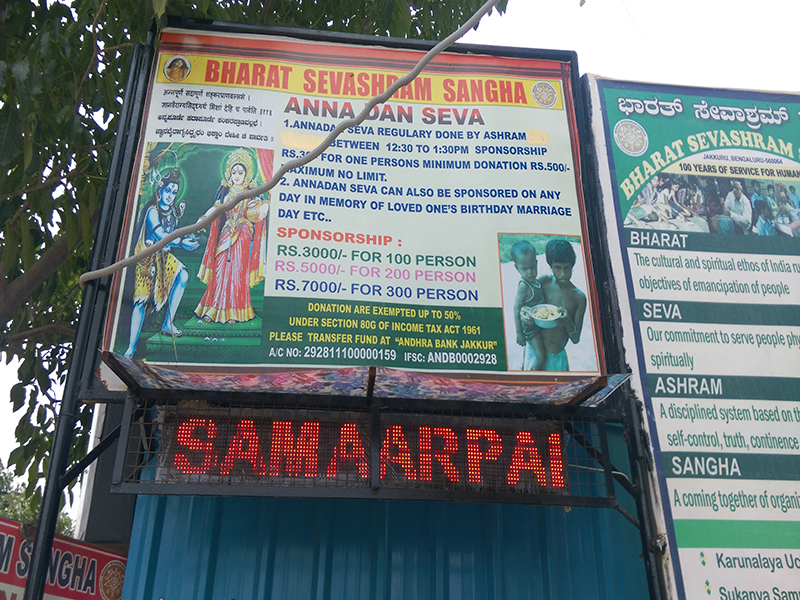 BHARAT SEVASHRAM SANGHA
ANNADAN SEVA
1.ANNADAN SEVA REGULARY DONE BY ASHRAM
BETWEEN 12:30 TO 1:30PM SPONSORSHIP
FOR ONE PERSONS MINIMUM DONATION RS.500/-
MAXIMUM NO LIMIT.
2. ANNADAN SEVA CAN ALSO BE SPONSORED ON ANY
DAY IN MEMORY OF LOVED ONE'S BIRTHDAY MARRIAGE
DAY ETC..
SPONSORSHIP :
RS.3000/- FOR 100 PERSON
RS.5000/- FOR 200 PERSON
RS.7000/- FOR 300 PERSON
DONATION ARE EXEMPTED UP TO 50%
UNDER SECTION 80G OF INCOME TAX ACT 1961
PLEASE TRANSFER FUND AT "ANDHRA BANK JAKKUR"
A/C NO: 292811100000159 IFSC: ANDB0002928
SAMAARPAI
ಭಾರತ್ ಸೇವಾಶ್ರಮ್
BHARAT SEVASHRAM
JAKKURU, BENGALURU-560064
100 YEARS OF SERVICE FOR HUMAN
BHARAT
The cultural and spiritual ethos of India
objectives of emancipation of people
SEVA
Our commitment to serve people
spiritually
ASHRAM
A disciplined system based on
self-control, truth, continence
SANGHA
A coming together of
Karunalaya
Sukanya
SANGHA